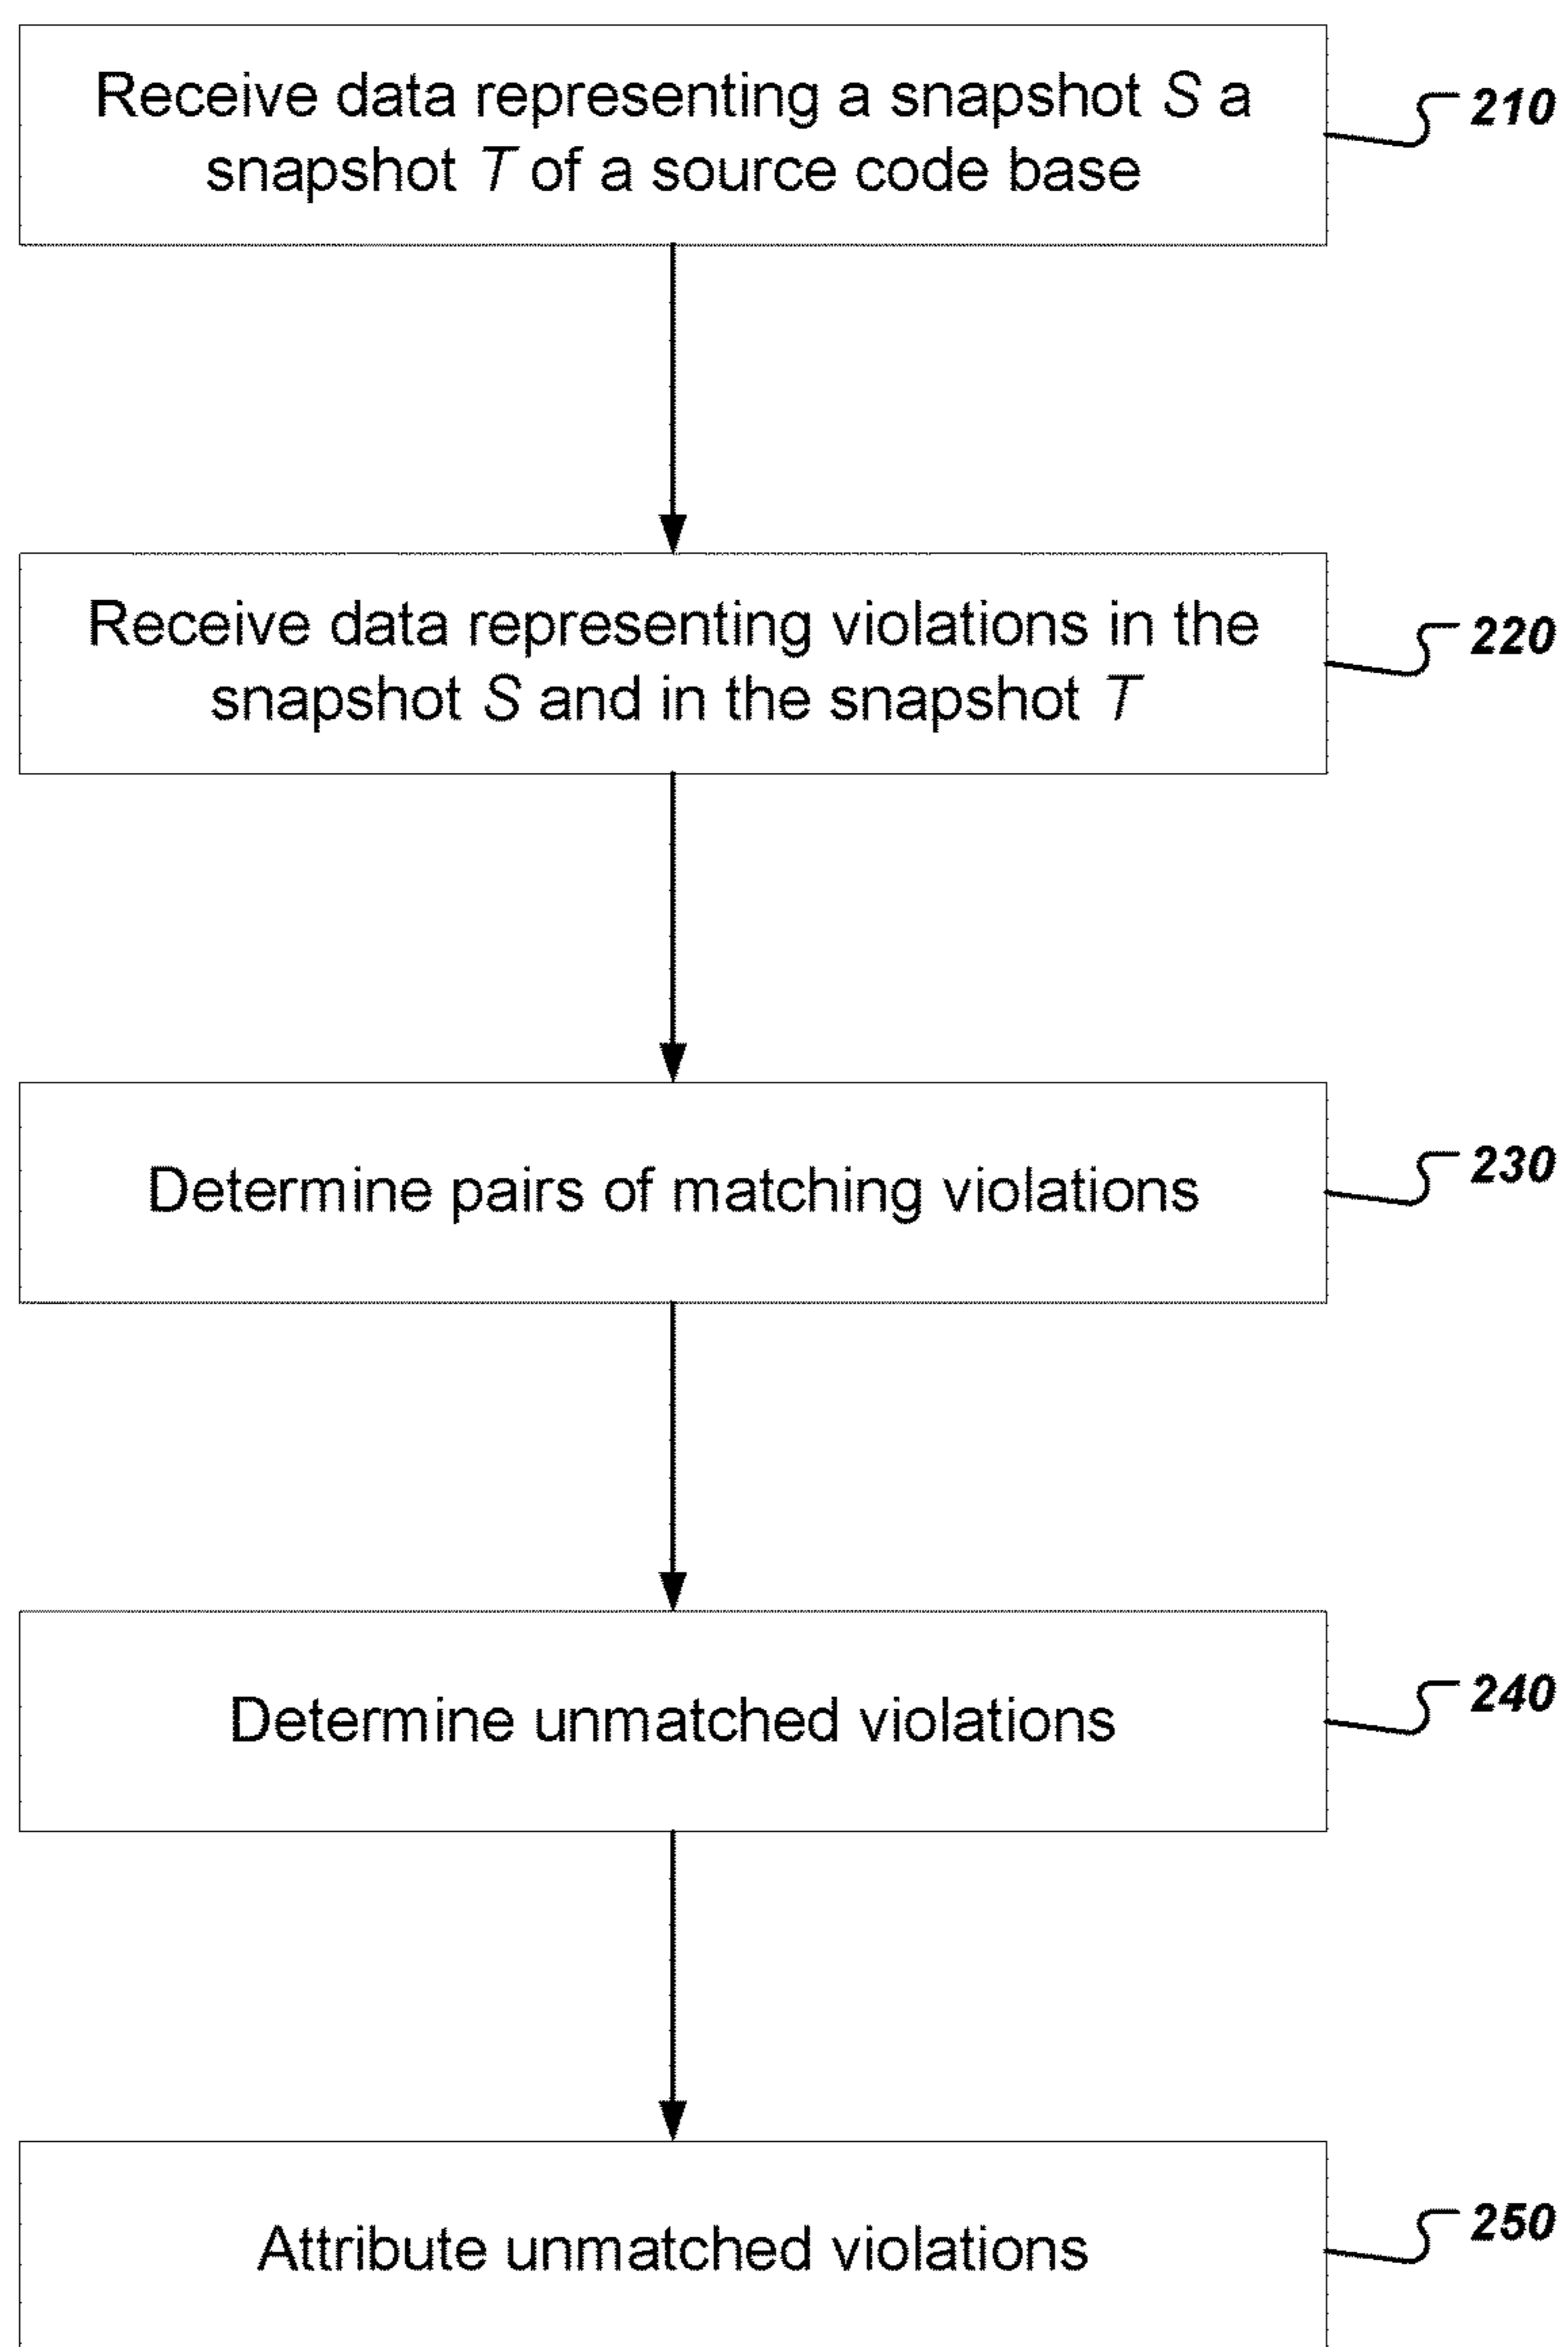 Receive data representing a snapshot S a
snapshot T of a source code base
210
Receive data representing violations in the
snapshot S and in the snapshot T
220
Determine pairs of matching violations
230
Determine unmatched violations
240
Attribute unmatched violations
250